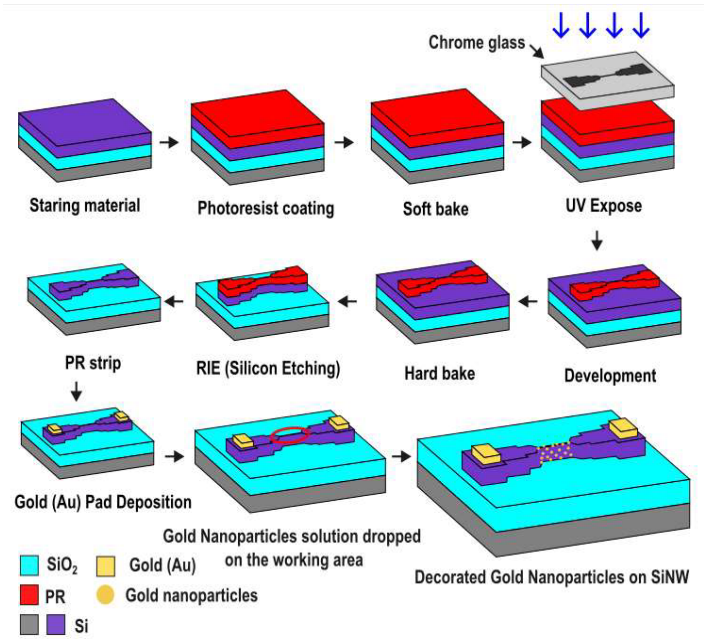 Chrome glass
Staring material
Photoresist coating
Soft bake
UV Expose
PR strip
RIE (Silicon Etching)
Hard bake
Development
Gold (Au) Pad Deposition
Gold Nanoparticles solution dropped
on the working area
Decorated Gold Nanoparticles on SiNW
SiO₂
Gold (Au)
PR
Gold nanoparticles
Si